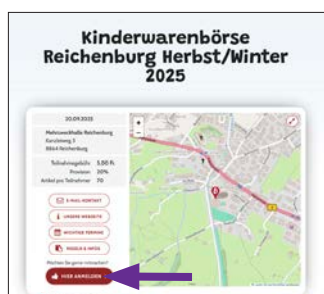 Kinderwarenbörse
Reichenburg Herbst/Winter
2025
20.09.2025
Mehrzweckhalle Reichenburg
Kanzleiweg 3
8864 Reichenburg
Teilnahmegebühr 5,00 Fr.
Provision 20%
Artikel pro Teilnehmer 70
E-MAIL-KONTAKT
UNSERE WEBSEITE
WICHTIGE TERMINE
REGELN & INFOS
Möchten Sie gerne mitmachen?
HIER ANMELDEN
+
-